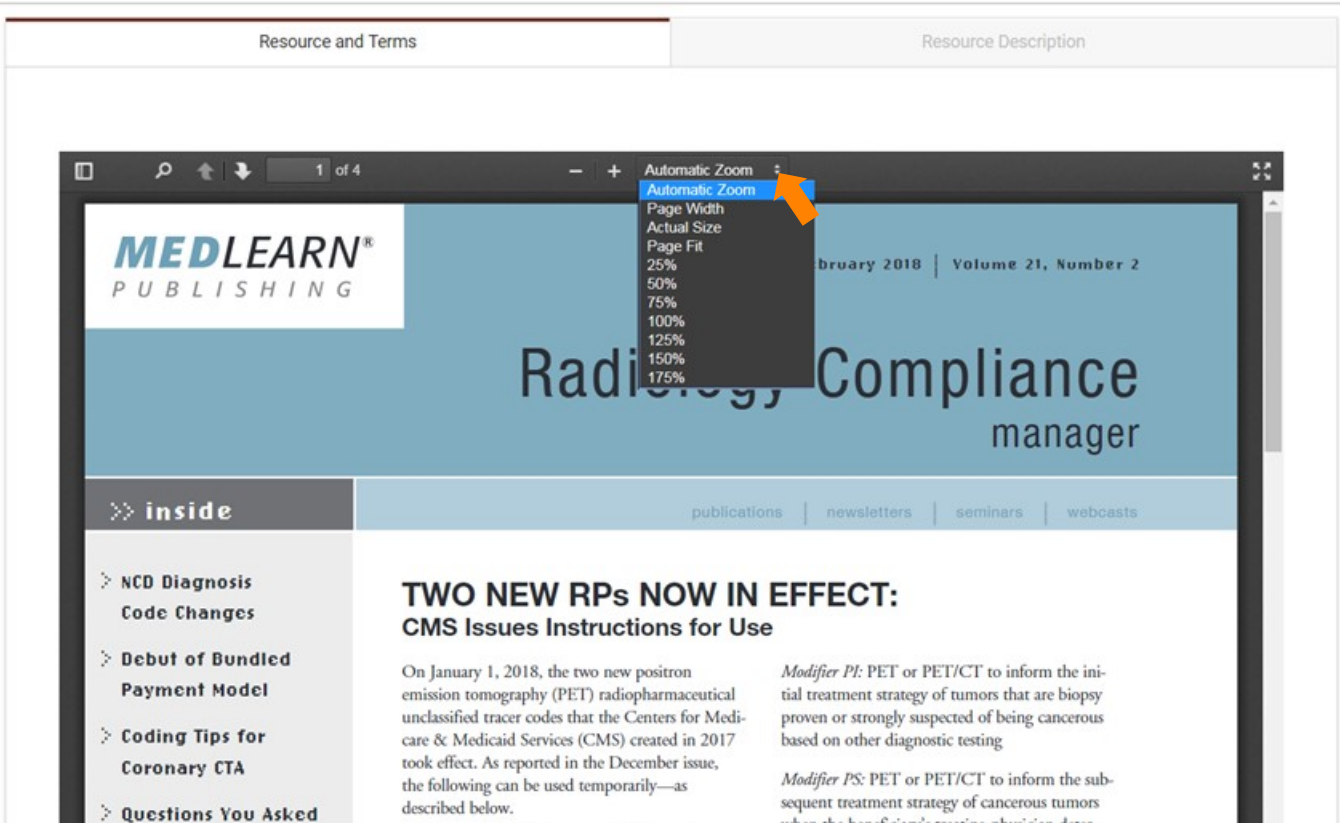 Resource and Terms
Resource Description
1 of 4
− + Automatic Zoom
Automatic Zoom
Page Width
Actual Size
Page Fit
25%
50%
75%
100%
125%
150%
175%
MEDLEARN®
PUBLISHING
bruary 2018 | Volume 21, Number 2
Radiology Compliance
manager
>> inside
publications | newsletters | seminars | webcasts
> NCD Diagnosis
Code Changes
> Debut of Bundled
Payment Model
> Coding Tips for
Coronary CTA
> Questions You Asked
TWO NEW RPs NOW IN EFFECT:
CMS Issues Instructions for Use
On January 1, 2018, the two new positron
emission tomography (PET) radiopharmaceutical
unclassified tracer codes that the Centers for Medi-
care & Medicaid Services (CMS) created in 2017
took effect. As reported in the December issue,
the following can be used temporarily—as
described below.
Modifier PI: PET or PET/CT to inform the ini-
tial treatment strategy of tumors that are biopsy
proven or strongly suspected of being cancerous
based on other diagnostic testing
Modifier PS: PET or PET/CT to inform the sub-
sequent treatment strategy of cancerous tumors